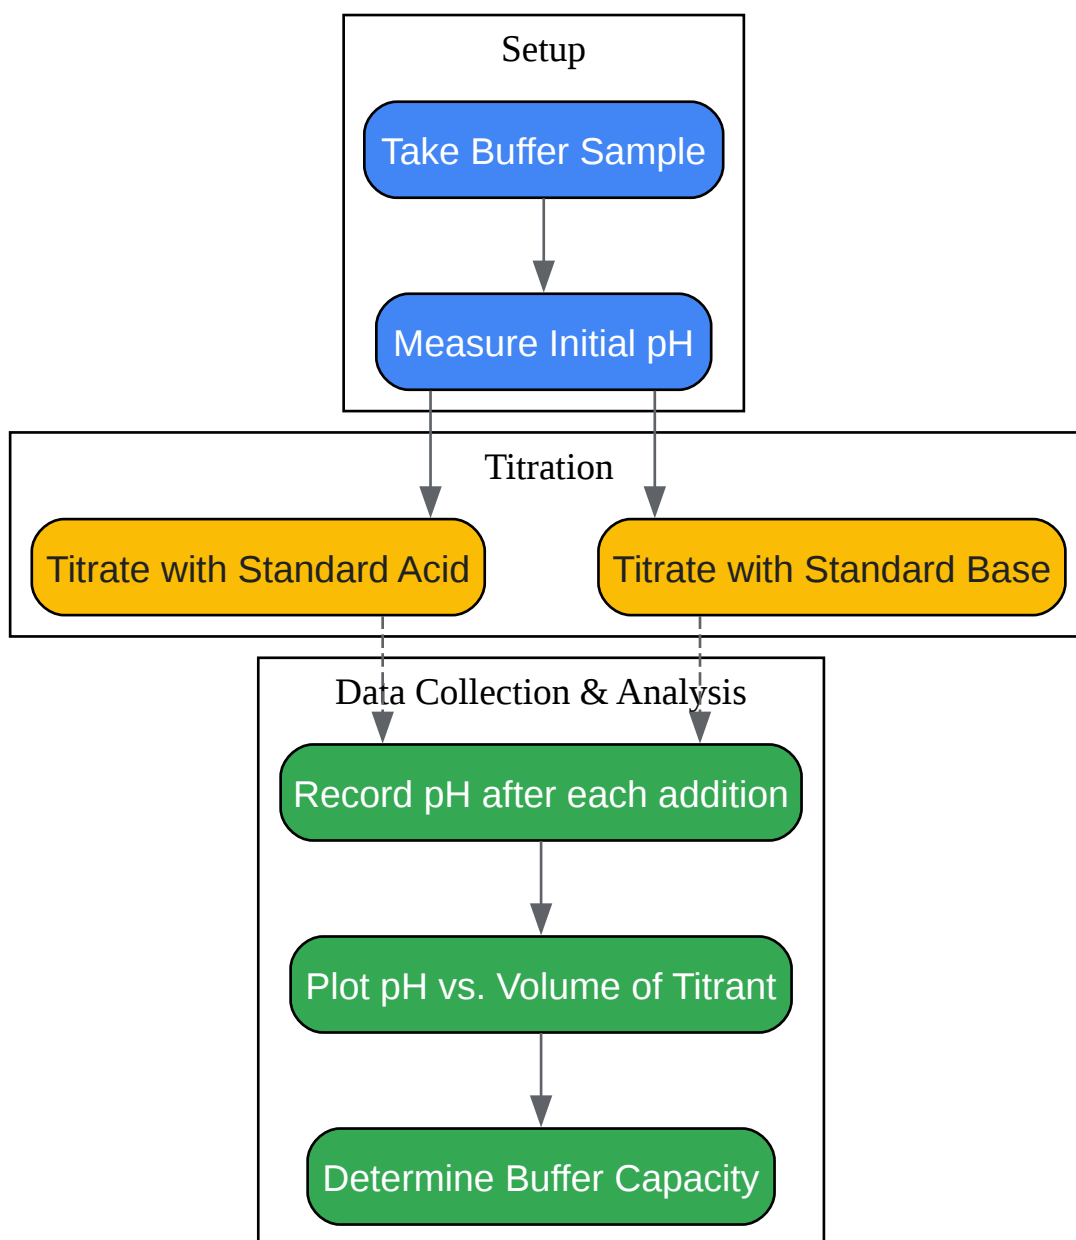 Setup
Take Buffer Sample
Measure Initial pH
Titration
Titrate with Standard Acid
Titrate with Standard Base
Data Collection & Analysis
Record pH after each addition
Plot pH vs. Volume of Titrant
Determine Buffer Capacity